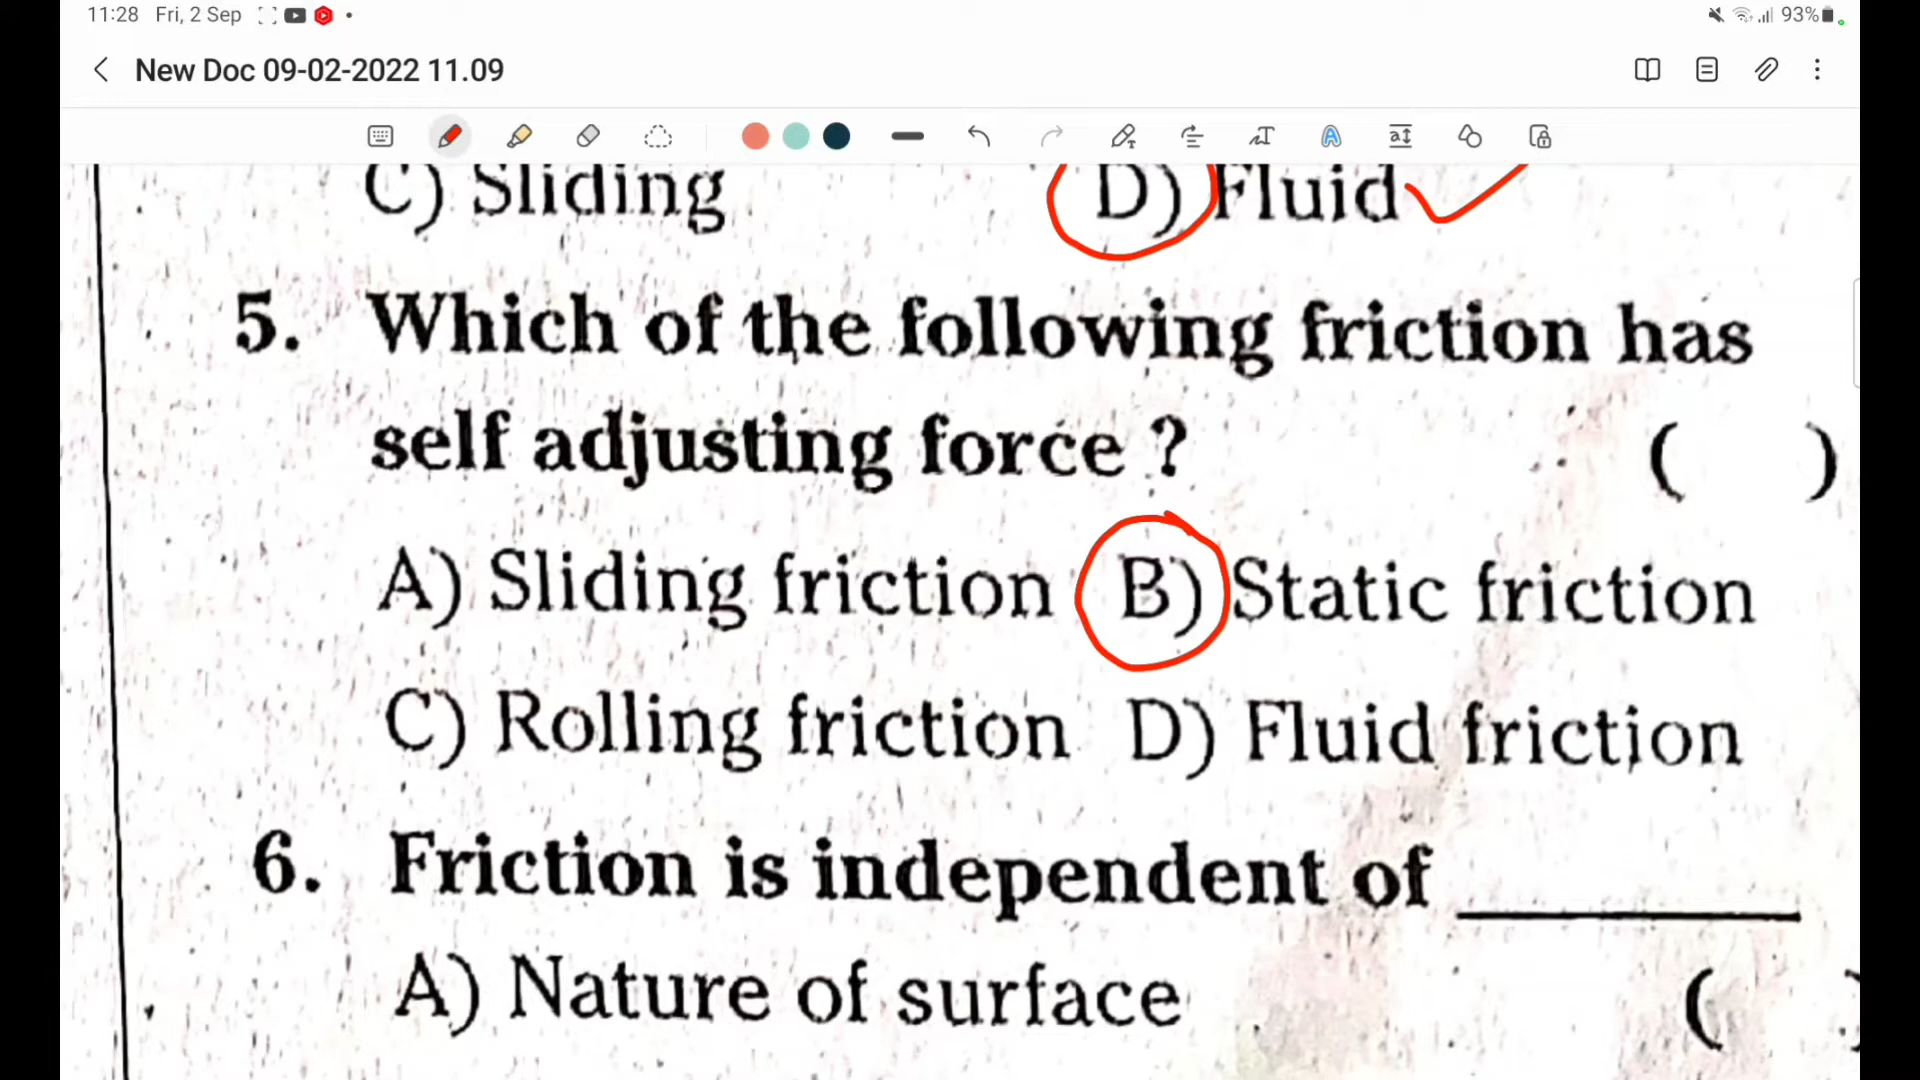 11:28 Fri, 2 Sep 93%
New Doc 09-02-2022 11.09
C) Sliding D) Fluid
5. Which of the following friction has
self adjusting force ? ( )
A) Sliding friction B) Static friction
C) Rolling friction D) Fluid friction
6. Friction is independent of ________
A) Nature of surface ( )